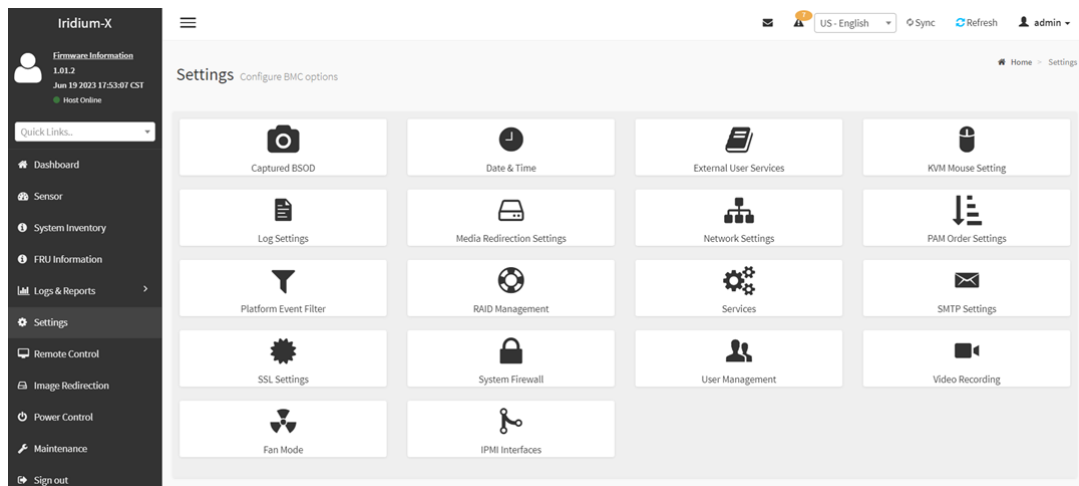 Iridium-X
Firmware Information
1.01.2
Jun 19 2023 17:53:07 CST
Host Online
Quick Links..
Dashboard
Sensor
System Inventory
FRU Information
Logs & Reports
Settings
Remote Control
Image Redirection
Power Control
Maintenance
Sign out
7
US - English
Sync
Refresh
admin
Settings Configure BMC options
Home > Settings
Captured BSOD
Date & Time
External User Services
KVM Mouse Setting
Log Settings
Media Redirection Settings
Network Settings
PAM Order Settings
Platform Event Filter
RAID Management
Services
SMTP Settings
SSL Settings
System Firewall
User Management
Video Recording
Fan Mode
IPMI Interfaces